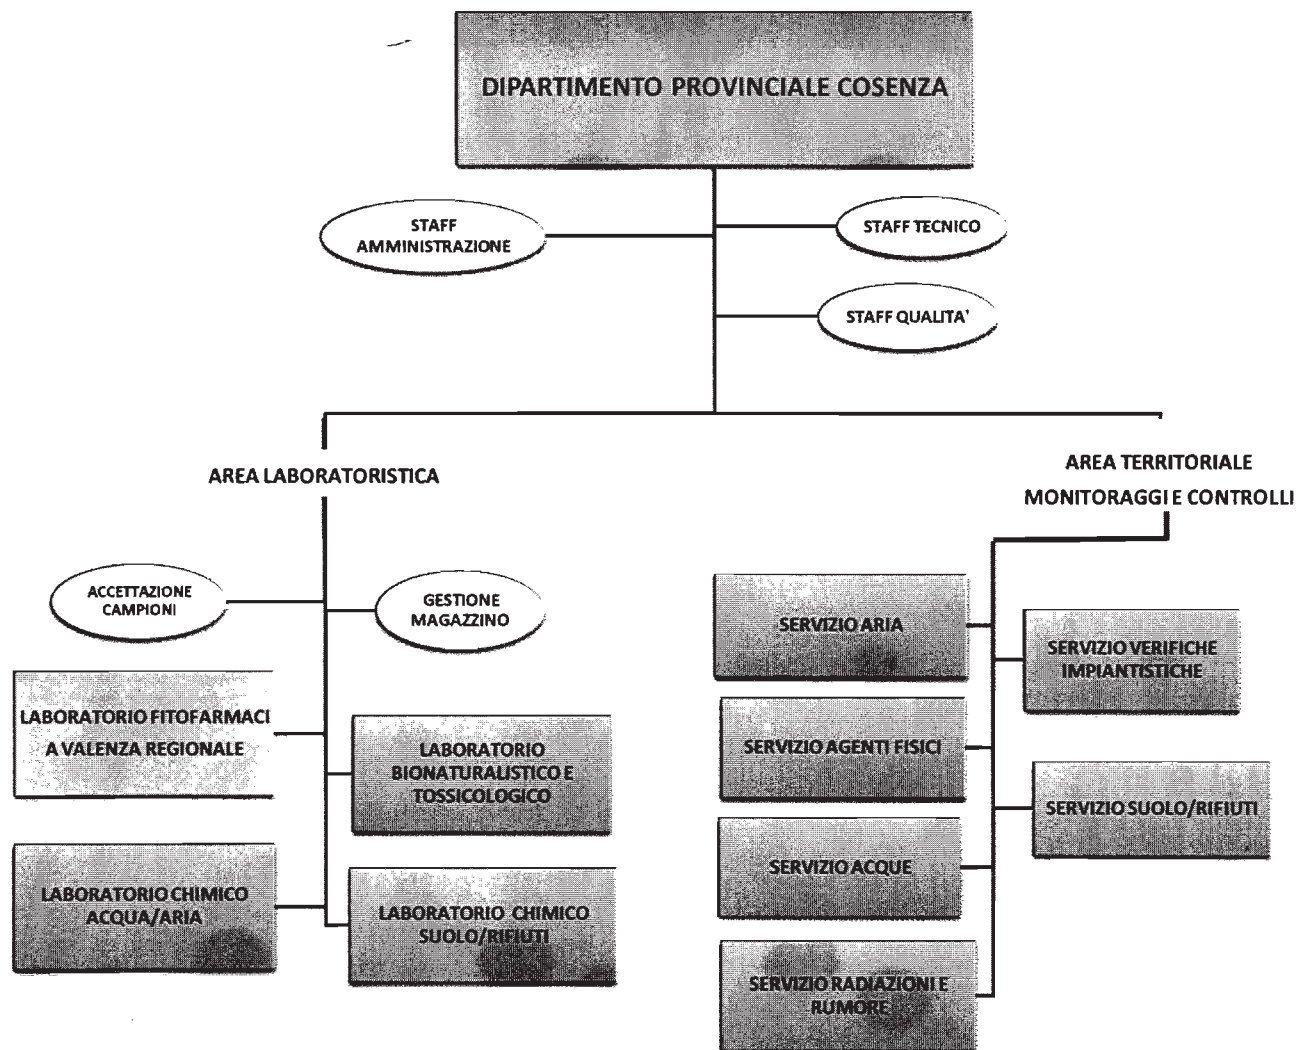 DIPARTIMENTO PROVINCIALE COSENZA
STAFF
AMMINISTRAZIONE
STAFF TECNICO
STAFF QUALITA'
AREA LABORATORISTICA
AREA TERRITORIALE
MONITORAGGI E CONTROLLI
ACCETTAZIONE
CAMPIONI
GESTIONE
MAGAZZINO
LABORATORIO FITOFARMACI
A VALENZA REGIONALE
LABORATORIO
BIONATURALISTICO E
TOSSICOLOGICO
LABORATORIO CHIMICO
ACQUA/ARIA
LABORATORIO CHIMICO
SUOLO/RIFIUTI
SERVIZIO ARIA
SERVIZIO VERIFICHE
IMPIANTISTICHE
SERVIZIO AGENTI FISICI
SERVIZIO SUOLO/RIFIUTI
SERVIZIO ACQUE
SERVIZIO RADIAZIONI E
RUMORE